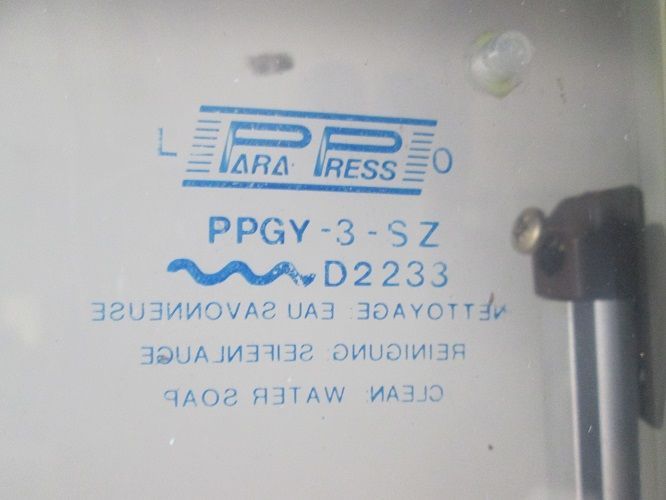 L PARA PRESS O
PPGY-3-SZ
D2233
NETTOYAGE: EAU SAVONNEUSE
REINIGUNG: SEIFENLAUGE
CLEAN: WATER SOAP